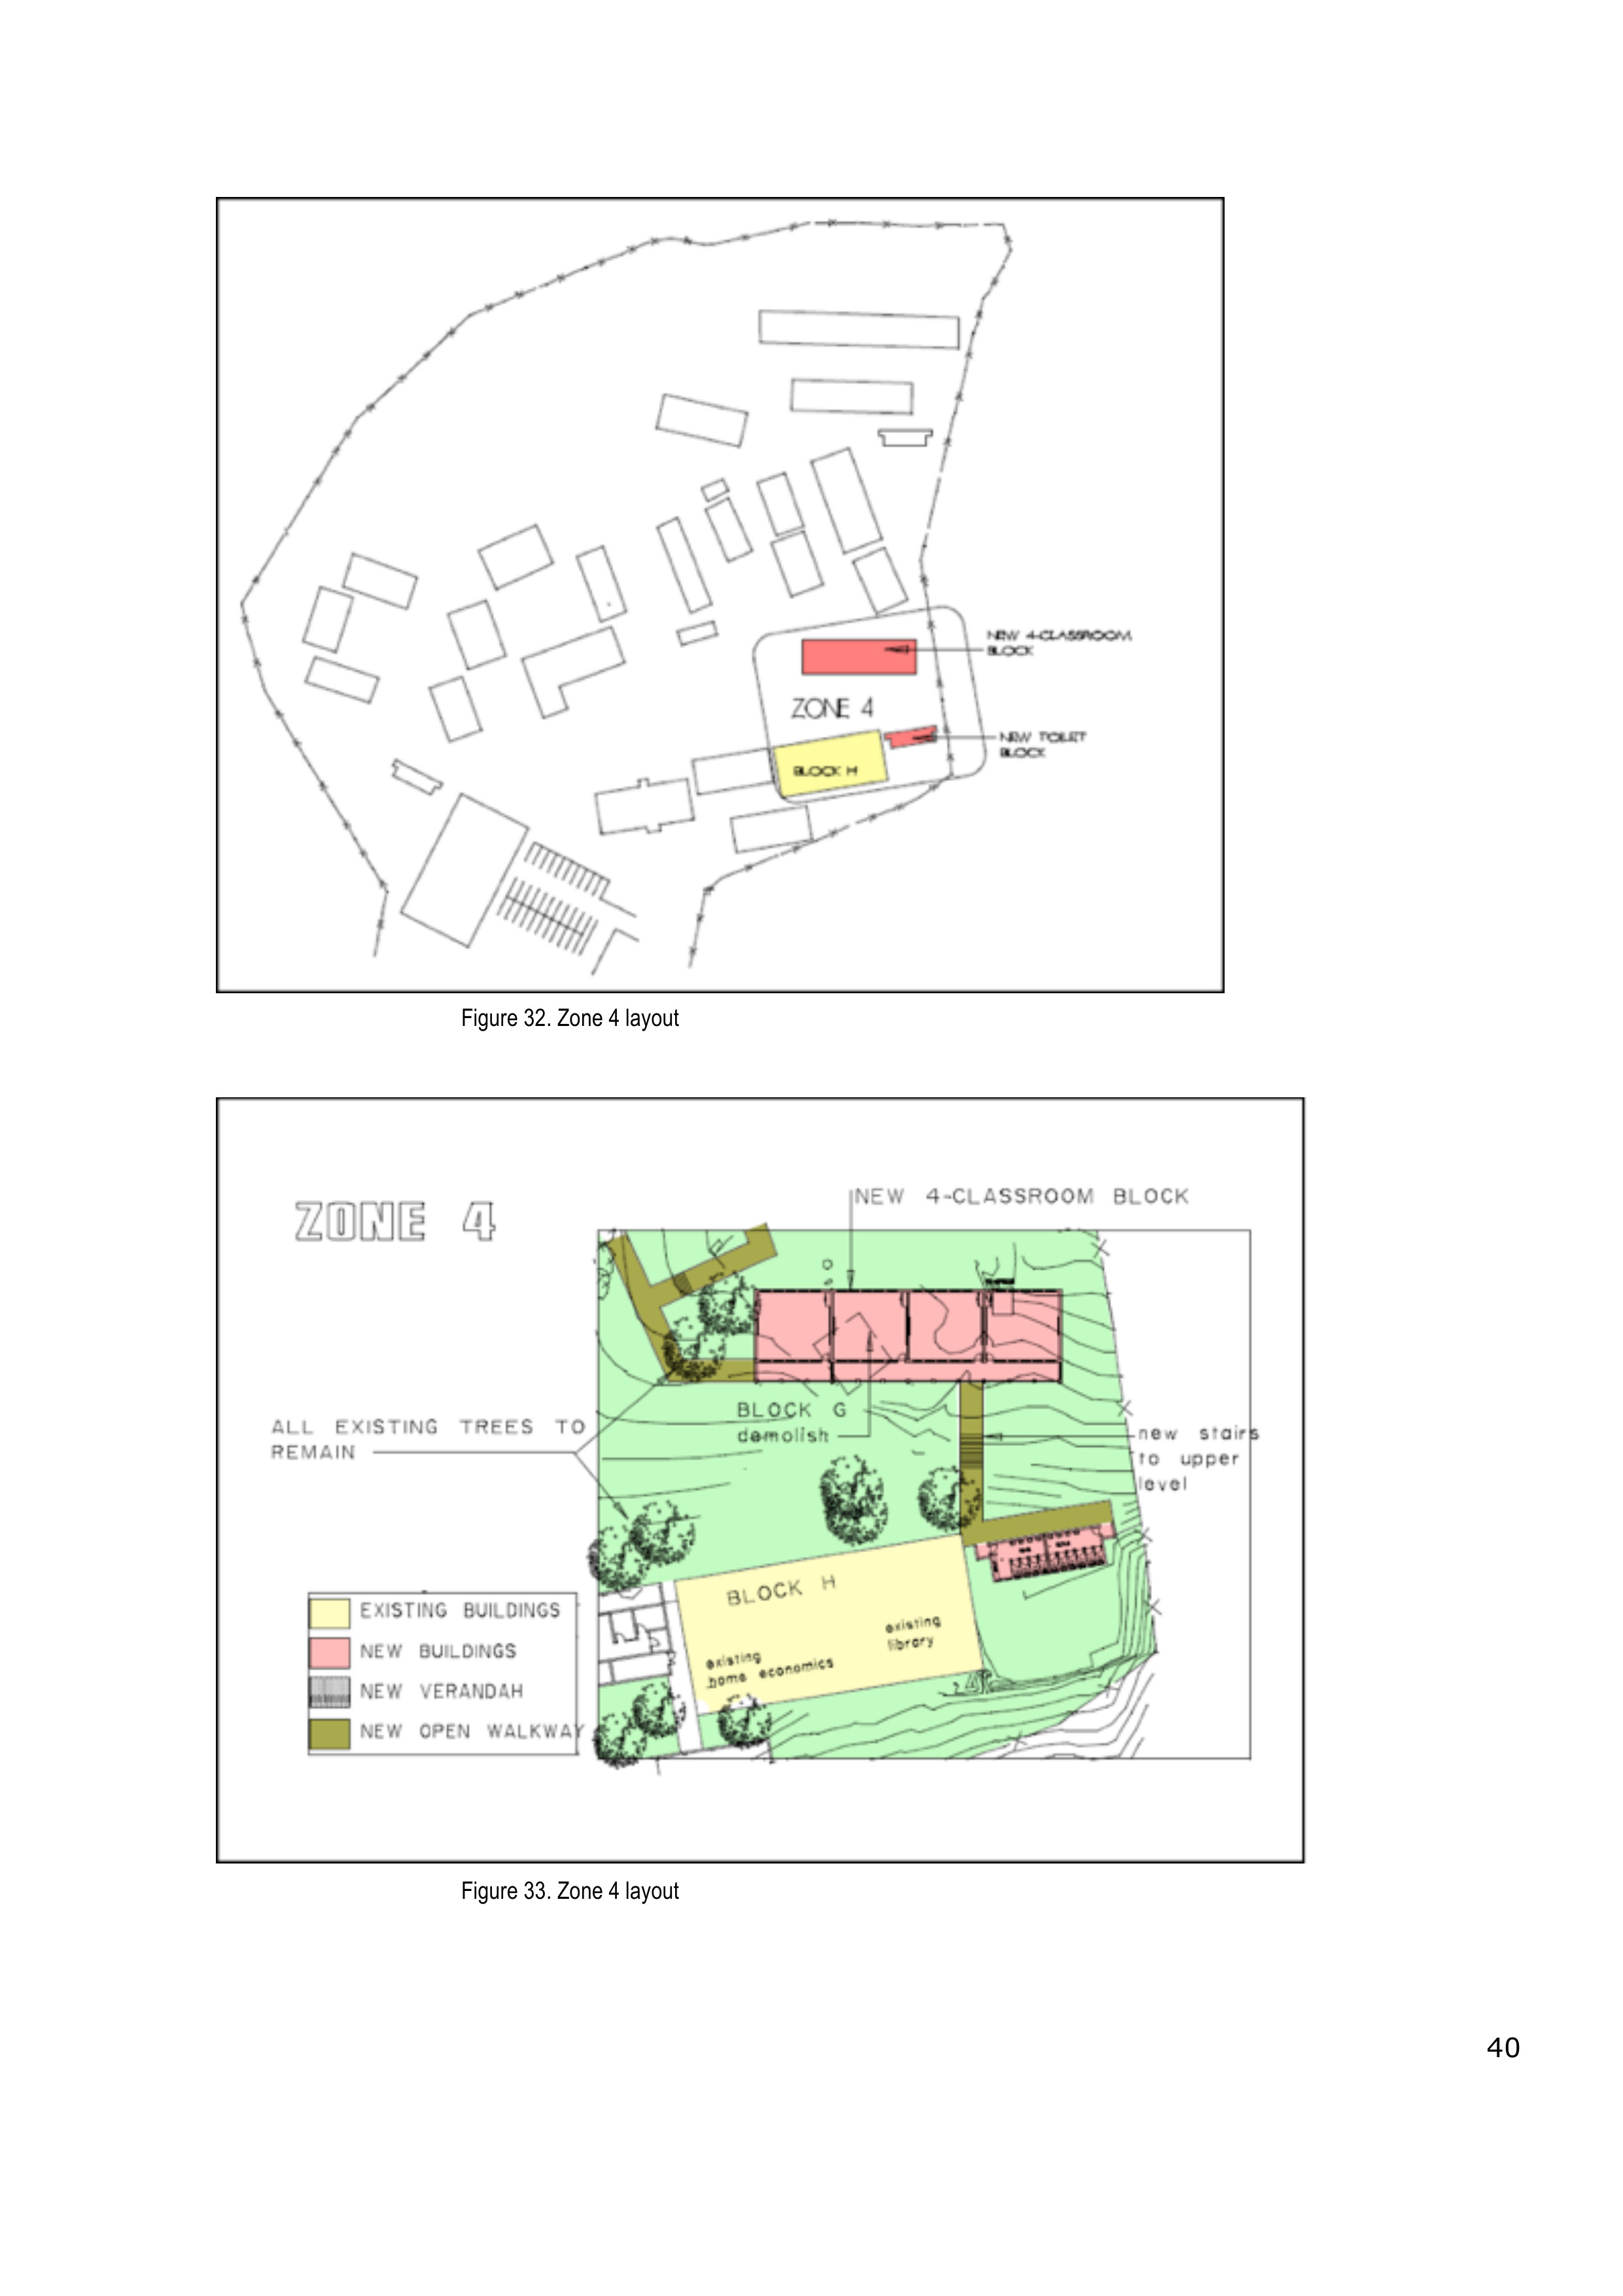 NEW 4-CLASSROOM
BLOCK
ZONE 4
NEW TOILET
BLOCK
BLOCK H
Figure 32. Zone 4 layout
ZONE 4
NEW 4-CLASSROOM BLOCK
ALL EXISTING TREES TO
REMAIN
BLOCK G
demolish
new stairs
to upper
level
BLOCK H
existing
library
existing
home economics
EXISTING BUILDINGS
NEW BUILDINGS
NEW VERANDAH
NEW OPEN WALKWAY
Figure 33. Zone 4 layout
40